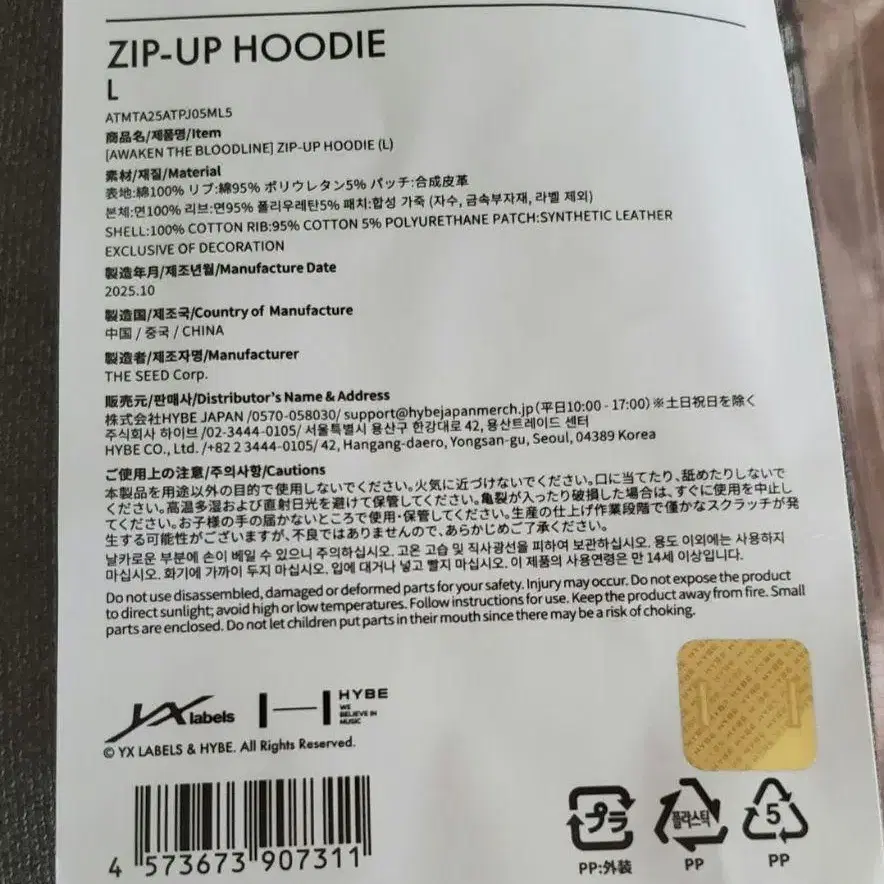 ZIP-UP HOODIE
L
ATMTA25ATPJ05ML5
商品名/제품명/Item
[AWAKEN THE BLOODLINE] ZIP-UP HOODIE (L)
素材/재질/Material
表地:綿100% リブ:綿95% ポリウレタン5% パッチ:合成皮革
본체:면100% 리브:면95% 폴리우레탄5% 패치:합성 가죽 (자수, 금속부자재, 라벨 제외)
SHELL:100% COTTON RIB:95% COTTON 5% POLYURETHANE PATCH:SYNTHETIC LEATHER
EXCLUSIVE OF DECORATION
製造年月/제조년월/Manufacture Date
2025.10
製造国/제조국/Country of Manufacture
中国 / 중국 / CHINA
製造者/제조자명/Manufacturer
THE SEED Corp.
販売元/판매사/Distributor's Name & Address
株式会社HYBE JAPAN /0570-058030/ support@hybejapanmerch.jp(平日10:00 - 17:00)※土日祝日を除く
주식회사 하이브 /02-3444-0105/ 서울특별시 용산구 한강대로 42, 용산트레이드 센터
HYBE CO., Ltd. /+82 2 3444-0105/ 42, Hangang-daero, Yongsan-gu, Seoul, 04389 Korea
ご使用上の注意/주의사항/Cautions
本製品を用途以外の目的で使用しないでください。火気に近づけないでください。口に当てたり、舐めたりしないで
ください。高温多湿および直射日光を避けて保管してください。亀裂が入ったり破損した場合は、すぐに使用を中止し
てください。お子様の手の届かないところで使用・保管してください。生産の仕上げ作業段階で僅かなスクラッチが発
生する可能性がございますが、不良ではありませんので、あらかじめご了承ください。
날카로운 부분에 손이 베일 수 있으니 주의하십시오. 고온 고습 및 직사광선을 피하여 보관하십시오. 용도 이외에는 사용하지
마십시오. 화기에 가까이 두지 마십시오. 입에 대거나 넣고 빨지 마십시오. 이 제품의 사용연령은 만 14세 이상입니다.
Do not use disassembled, damaged or deformed parts for your safety. Injury may occur. Do not expose the product
to direct sunlight; avoid high or low temperatures. Follow instructions for use. Keep the product away from fire. Small
parts are enclosed. Do not let children put parts in their mouth since there may be a risk of choking.
YX labels HYBE
WE
BELIEVE IN
MUSIC
© YX LABELS & HYBE. All Rights Reserved.
HYBE HYBE HYBE HYBE
4 573673 907311
プラ 플라스틱 5
PP:外装 PP PP